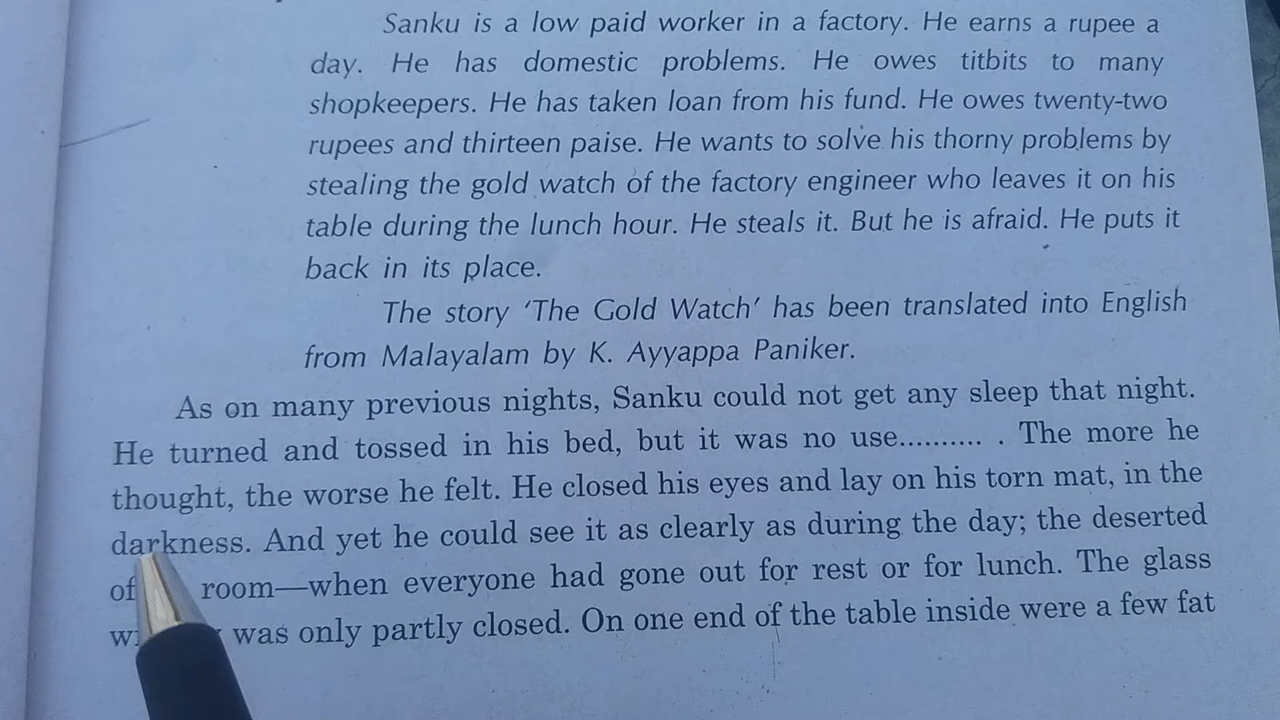 Sanku is a low paid worker in a factory. He earns a rupee a
day. He has domestic problems. He owes titbits to many
shopkeepers. He has taken loan from his fund. He owes twenty-two
rupees and thirteen paise. He wants to solve his thorny problems by
stealing the gold watch of the factory engineer who leaves it on his
table during the lunch hour. He steals it. But he is afraid. He puts it
back in its place.
The story ‘The Gold Watch’ has been translated into English
from Malayalam by K. Ayyappa Paniker.
As on many previous nights, Sanku could not get any sleep that night.
He turned and tossed in his bed, but it was no use.......... . The more he
thought, the worse he felt. He closed his eyes and lay on his torn mat, in the
darkness. And yet he could see it as clearly as during the day; the deserted
room—when everyone had gone out for rest or for lunch. The glass
was only partly closed. On one end of the table inside were a few fat